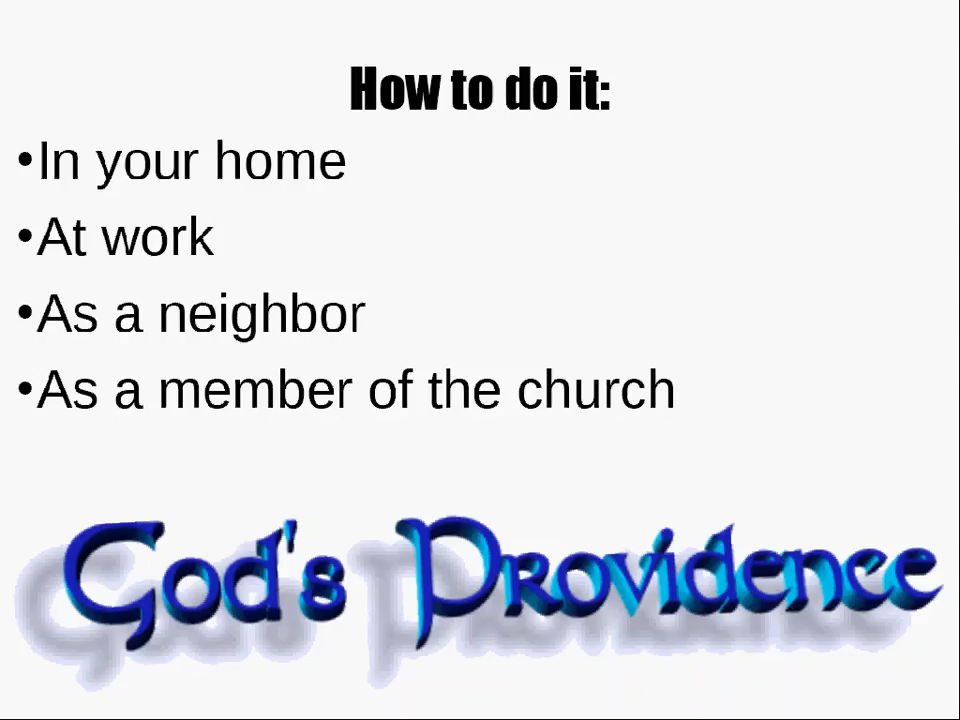 How to do it:
•In your home
•At work
•As a neighbor
•As a member of the church
God's Providence